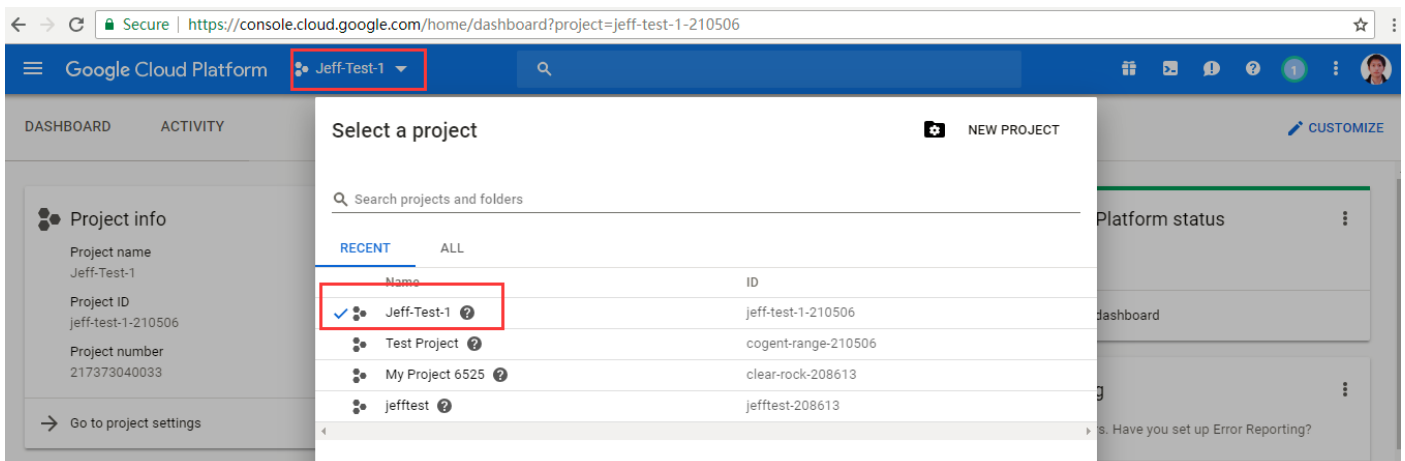 Secure | https://console.cloud.google.com/home/dashboard?project=jeff-test-1-210506
Google Cloud Platform Jeff-Test-1 1
DASHBOARD ACTIVITY CUSTOMIZE
Select a project NEW PROJECT
Search projects and folders
RECENT ALL
Name ID
Jeff-Test-1 jeff-test-1-210506
Test Project cogent-range-210506
My Project 6525 clear-rock-208613
jefftest jefftest-208613
Project info
Project name
Jeff-Test-1
Project ID
jeff-test-1-210506
Project number
217373040033
Go to project settings
Platform status
dashboard
g
s. Have you set up Error Reporting?